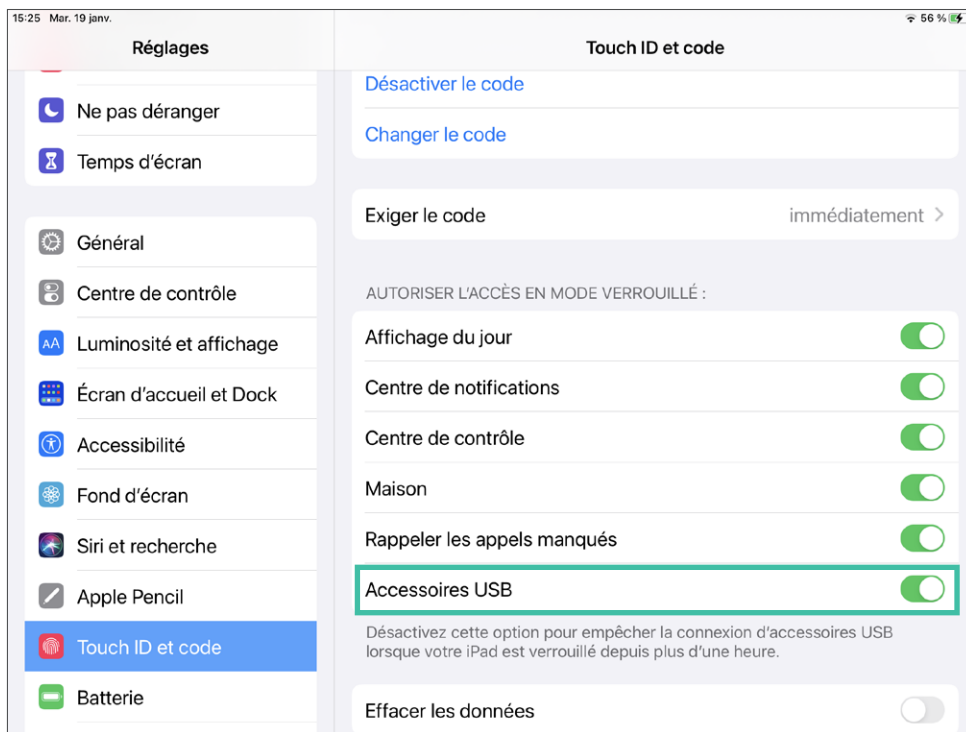 15:25 Mar. 19 janv.
56 %
Réglages
Touch ID et code
Ne pas déranger
Temps d'écran
Général
Centre de contrôle
AA
Luminosité et affichage
Écran d'accueil et Dock
Accessibilité
Fond d'écran
Siri et recherche
Apple Pencil
Touch ID et code
Batterie
Désactiver le code
Changer le code
Exiger le code
immédiatement
AUTORISER L'ACCÈS EN MODE VERROUILLÉ :
Affichage du jour
Centre de notifications
Centre de contrôle
Maison
Rappeler les appels manqués
Accessoires USB
Désactivez cette option pour empêcher la connexion d'accessoires USB
lorsque votre iPad est verrouillé depuis plus d'une heure.
Effacer les données